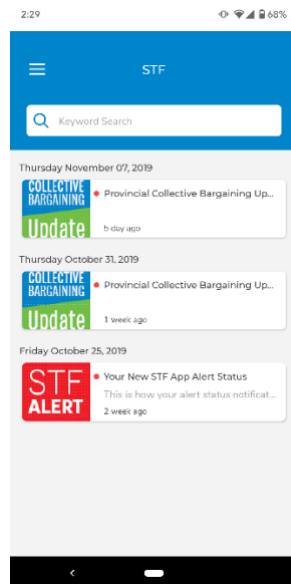 2:29
68%
STF
Keyword Search
Thursday November 07, 2019
COLLECTIVE
BARGAINING
Update
Provincial Collective Bargaining Up...
5 day ago
Thursday October 31, 2019
COLLECTIVE
BARGAINING
Update
Provincial Collective Bargaining Up...
1 week ago
Friday October 25, 2019
STF
ALERT
Your New STF App Alert Status
This is how your alert status notificat...
2 week ago